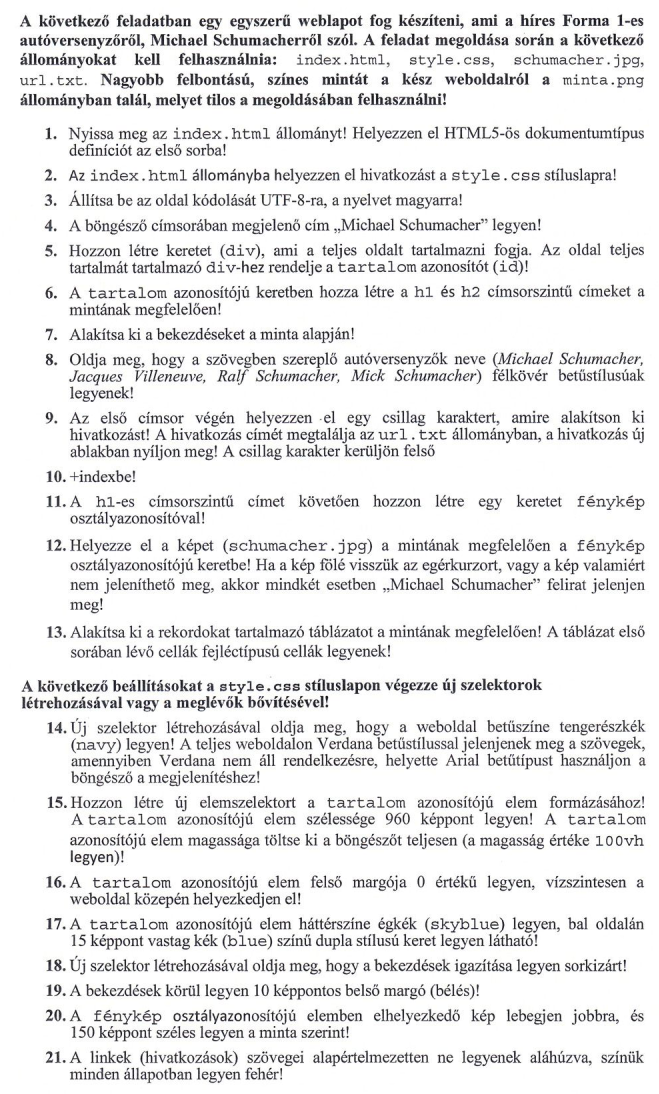 A következő feladatban egy egyszerű weblapot fog készíteni, ami a híres Forma 1-es
autóversenyzőről, Michael Schumacherről szól. A feladat megoldása során a következő
állományokat kell felhasználnia: index.html, style.css, schumacher.jpg,
url.txt. Nagyobb felbontású, színes mintát a kész weboldalról a minta.png
állományban talál, melyet tilos a megoldásában felhasználni!
1. Nyissa meg az index.html állományt! Helyezzen el HTML5-ös dokumentumtípus
definíciót az első sorba!
2. Az index.html állományba helyezzen el hivatkozást a style.css stíluslapra!
3. Állítsa be az oldal kódolását UTF-8-ra, a nyelvet magyarra!
4. A böngésző címsorában megjelenő cím „Michael Schumacher” legyen!
5. Hozzon létre keretet (div), ami a teljes oldalt tartalmazni fogja. Az oldal teljes
tartalmát tartalmazó div-hez rendelje a tartalom azonosítót (id)!
6. A tartalom azonosítójú keretben hozza létre a h1 és h2 címsorszintű címeket a
mintának megfelelően!
7. Alakítsa ki a bekezdéseket a minta alapján!
8. Oldja meg, hogy a szövegben szereplő autóversenyzők neve (Michael Schumacher,
Jacques Villeneuve, Ralf Schumacher, Mick Schumacher) félkövér betűstílusúak
legyenek!
9. Az első címsor végén helyezzen el egy csillag karaktert, amire alakítson ki
hivatkozást! A hivatkozás címét megtalálja az url.txt állományban, a hivatkozás új
ablakban nyíljon meg! A csillag karakter kerüljön felső
10. +indexbe!
11. A h1-es címsorszintű címet követően hozzon létre egy keretet fénykép
osztályazonosítóval!
12. Helyezze el a képet (schumacher.jpg) a mintának megfelelően a fénykép
osztályazonosítójú keretbe! Ha a kép fölé visszük az egérkurzort, vagy a kép valamiért
nem jeleníthető meg, akkor mindkét esetben „Michael Schumacher” felirat jelenjen
meg!
13. Alakítsa ki a rekordokat tartalmazó táblázatot a mintának megfelelően! A táblázat első
sorában lévő cellák fejléctípusú cellák legyenek!
A következő beállításokat a style.css stíluslapon végezze új szelektorok
létrehozásával vagy a meglévők bővítésével!
14. Új szelektor létrehozásával oldja meg, hogy a weboldal betűszíne tengerészkék
(navy) legyen! A teljes weboldalon Verdana betűstílussal jelenjenek meg a szövegek,
amennyiben Verdana nem áll rendelkezésre, helyette Arial betűtípust használjon a
böngésző a megjelenítéshez!
15. Hozzon létre új elemszelektort a tartalom azonosítójú elem formázásához!
A tartalom azonosítójú elem szélessége 960 képpont legyen! A tartalom
azonosítójú elem magassága töltse ki a böngészőt teljesen (a magasság értéke 100vh
legyen)!
16. A tartalom azonosítójú elem felső margója 0 értékű legyen, vízszintesen a
weboldal közepén helyezkedjen el!
17. A tartalom azonosítójú elem háttérszíne égkék (skyblue) legyen, bal oldalán
15 képpont vastag kék (blue) színű dupla stílusú keret legyen látható!
18. Új szelektor létrehozásával oldja meg, hogy a bekezdések igazítása legyen sorkizárt!
19. A bekezdések körül legyen 10 képpontos belső margó (bélés)!
20. A fénykép osztályazonosítójú elemben elhelyezkedő kép lebegjen jobbra, és
150 képpont széles legyen a minta szerint!
21. A linkek (hivatkozások) szövegei alapértelmezetten ne legyenek aláhúzva, színük
minden állapotban legyen fehér!